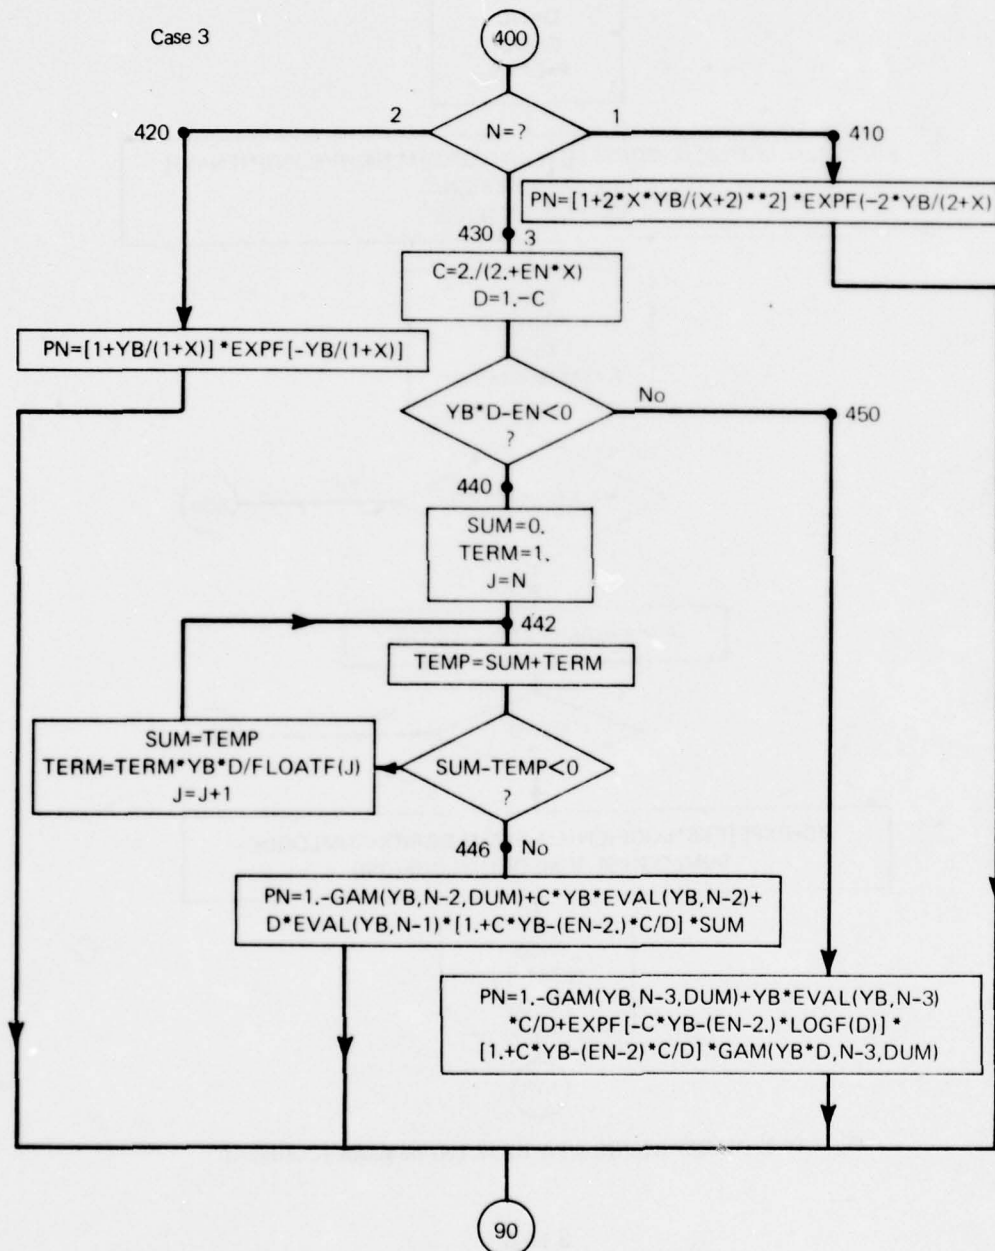 Case 3
400
2
N=?
1
420
410
PN=[1+2*X*YB/(X+2)**2]*EXPF(-2*YB/(2+X)
430
3
C=2./(2.+EN*X)
D=1.-C
PN=[1+YB/(1+X)]*EXPF[-YB/(1+X)]
YB*D-EN<0
?
No
450
440
SUM=0.
TERM=1.
J=N
442
TEMP=SUM+TERM
SUM=TEMP
TERM=TERM*YB*D/FLOATF(J)
J=J+1
SUM-TEMP<0
?
446
No
PN=1.-GAM(YB,N-2,DUM)+C*YB*EVAL(YB,N-2)+
D*EVAL(YB,N-1)*[1.+C*YB-(EN-2.)*C/D]*SUM
PN=1.-GAM(YB,N-3,DUM)+YB*EVAL(YB,N-3)
*C/D+EXPF[-C*YB-(EN-2.)*LOGF(D)]*
[1.+C*YB-(EN-2)*C/D]*GAM(YB*D,N-3,DUM)
90